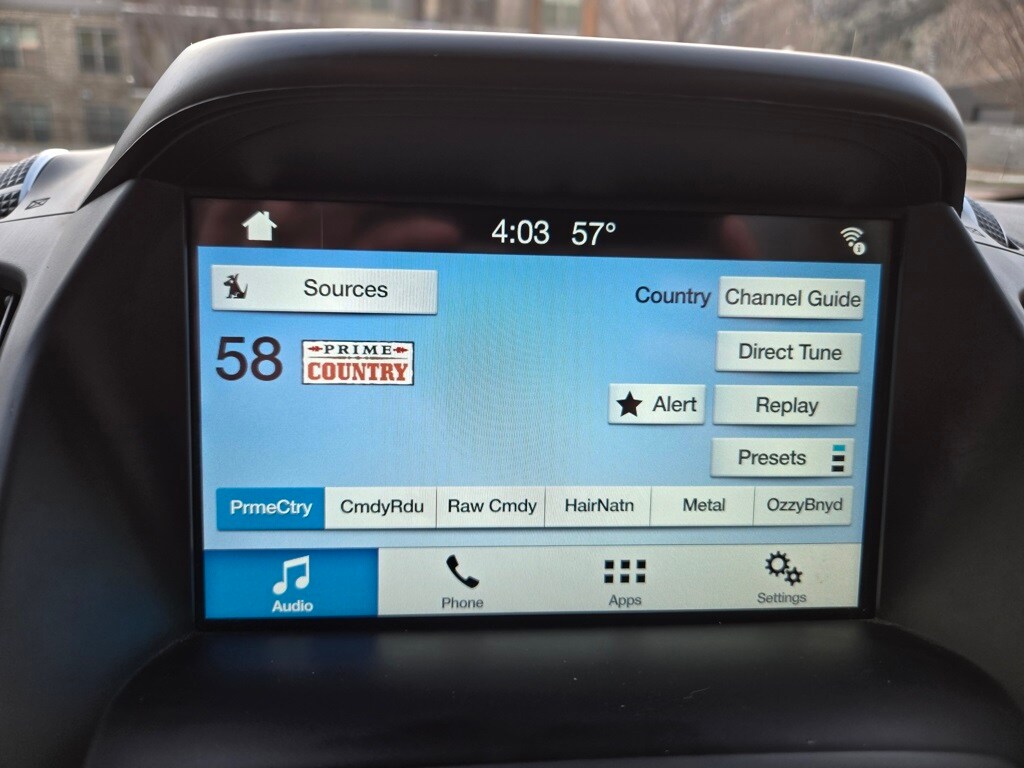 4:03 57°
Sources
Country
Channel Guide
58
PRIME
COUNTRY
Direct Tune
Alert
Replay
Presets
PrmeCtry
CmdyRdu
Raw Cmdy
HairNatn
Metal
OzzyBnyd
Audio
Phone
Apps
Settings